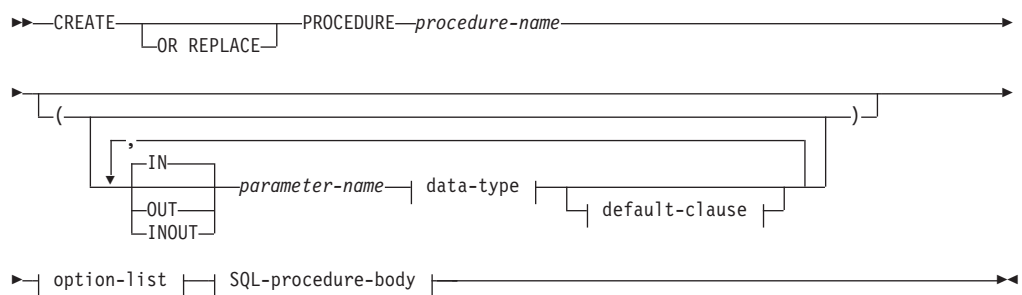 CREATE OR REPLACE PROCEDURE procedure-name
( )
,
IN
parameter-name data-type
OUT default-clause
INOUT
option-list SQL-procedure-body